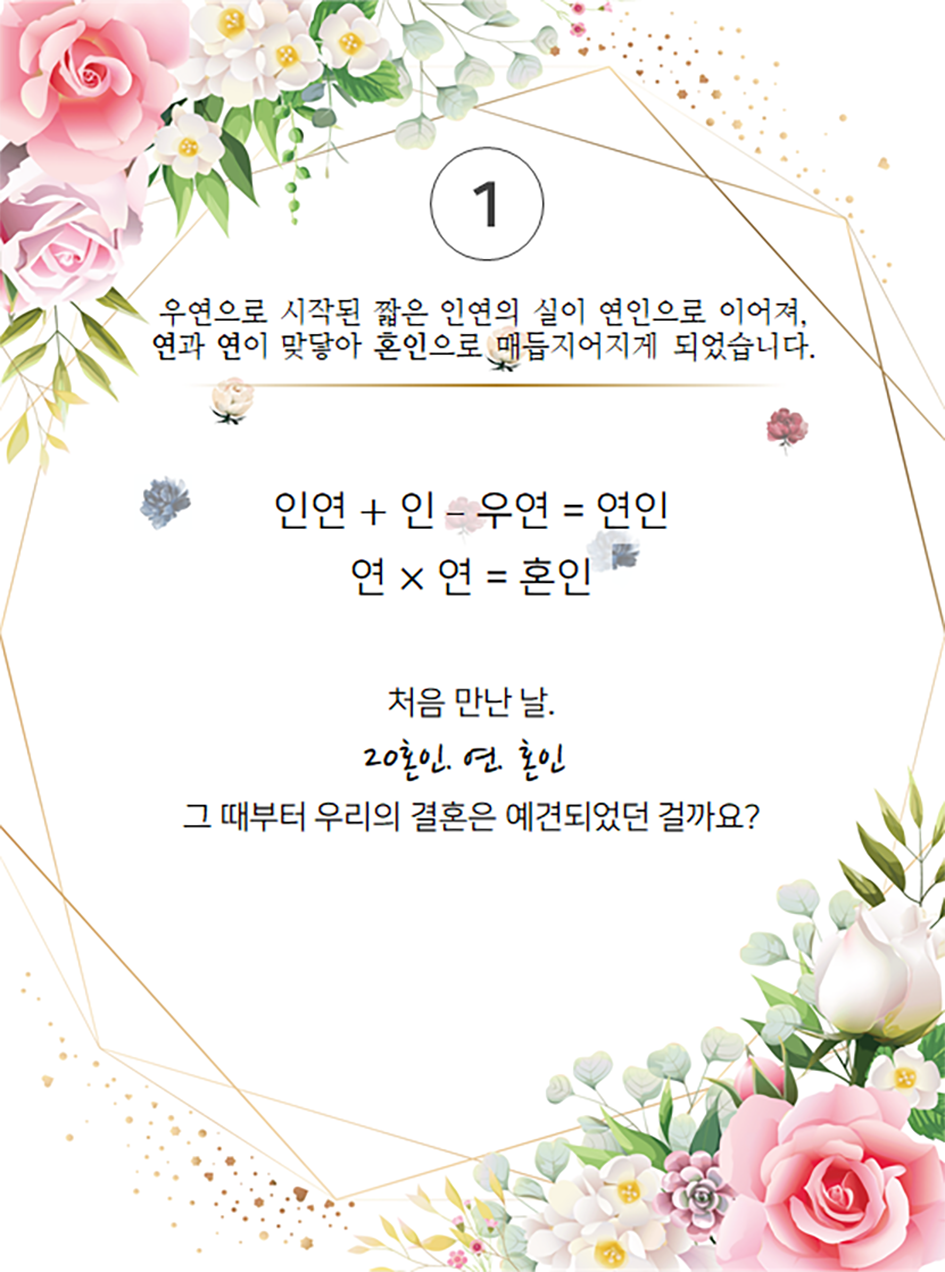 1
우연으로 시작된 짧은 인연의 실이 연인으로 이어져,
연과 연이 맞닿아 혼인으로 매듭지어지게 되었습니다.
인연 + 인 – 우연 = 연인
연 × 연 = 혼인
처음 만난 날.
20혼인. 연. 혼인
그 때부터 우리의 결혼은 예견되었던 걸까요?